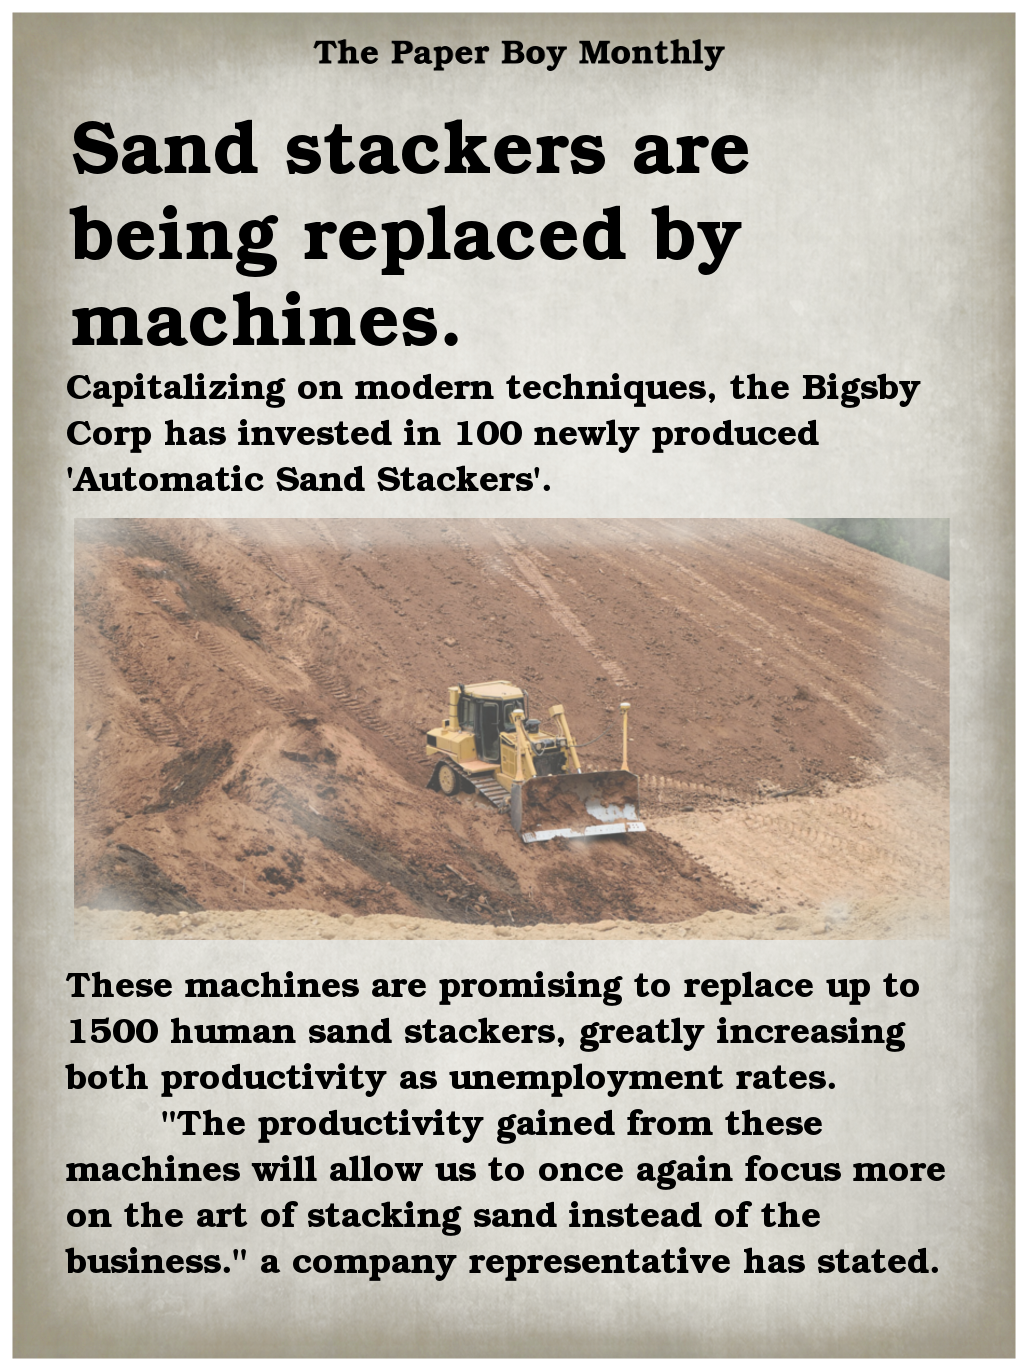 The Paper Boy Monthly
Sand stackers are
being replaced by
machines.
Capitalizing on modern techniques, the Bigsby
Corp has invested in 100 newly produced
'Automatic Sand Stackers'.
These machines are promising to replace up to
1500 human sand stackers, greatly increasing
both productivity as unemployment rates.
"The productivity gained from these
machines will allow us to once again focus more
on the art of stacking sand instead of the
business." a company representative has stated.